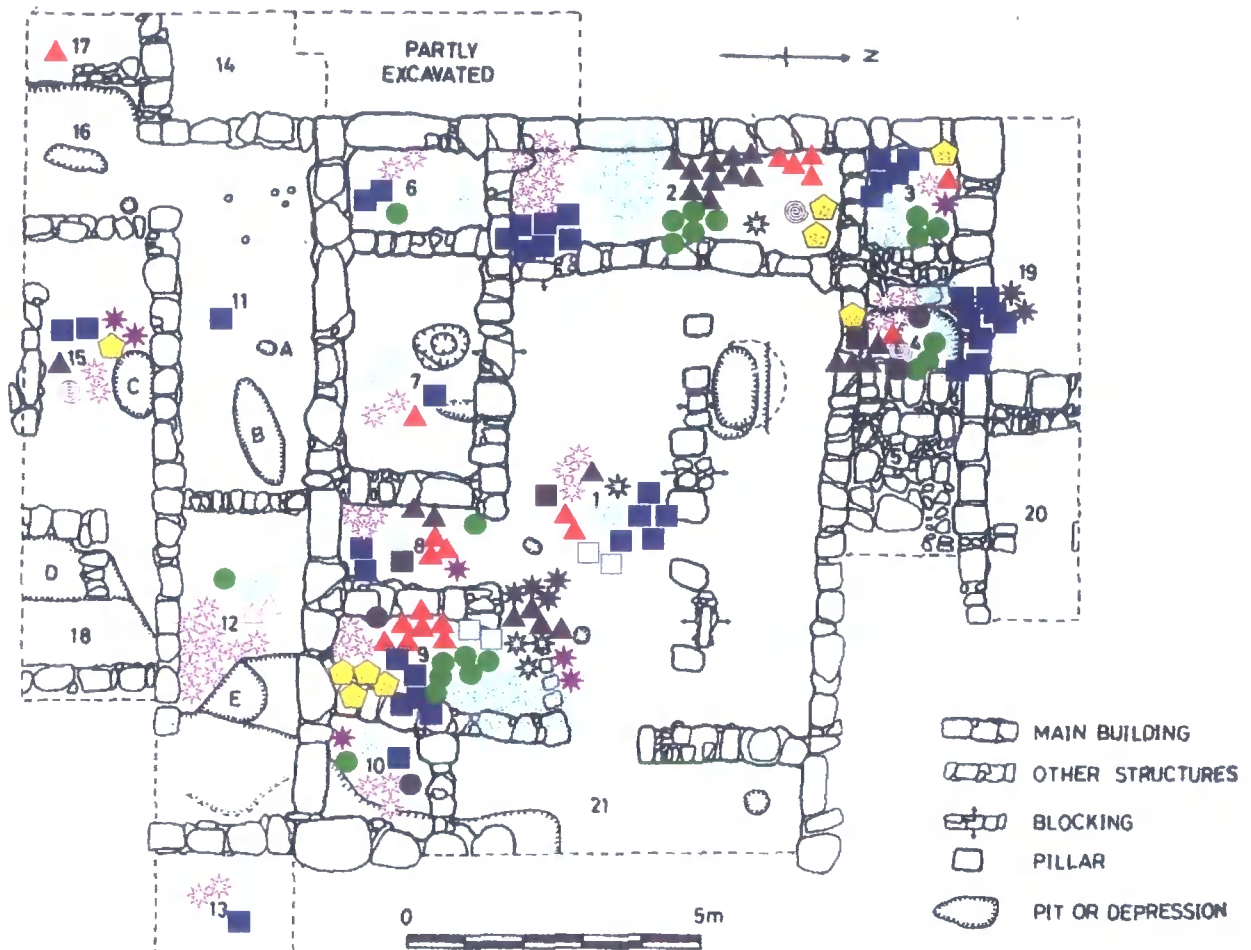 17
14
PARTLY
EXCAVATED
N
16
6
2
3
19
11
A
15
C
7
4
B
1
5
20
8
D
12
18
9
E
10
21
13
0
5m
MAIN BUILDING
OTHER STRUCTURES
BLOCKING
PILLAR
PIT OR DEPRESSION